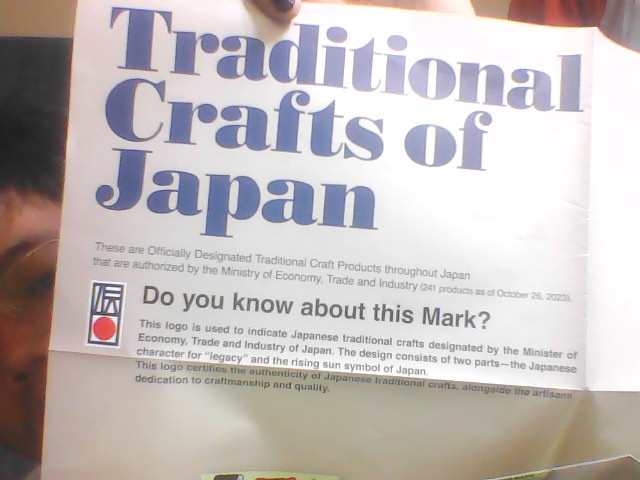 Traditional
Crafts of
Japan
These are Officially Designated Traditional Craft Products throughout Japan
that are authorized by the Ministry of Economy, Trade and Industry (241 products as of October 26, 2023).
伝
Do you know about this Mark?
This logo is used to indicate Japanese traditional crafts designated by the Minister of
Economy, Trade and Industry of Japan. The design consists of two parts—the Japanese
character for "legacy" and the rising sun symbol of Japan.
This logo certifies the authenticity of Japanese traditional crafts, alongside the artisans
dedication to craftmanship and quality.